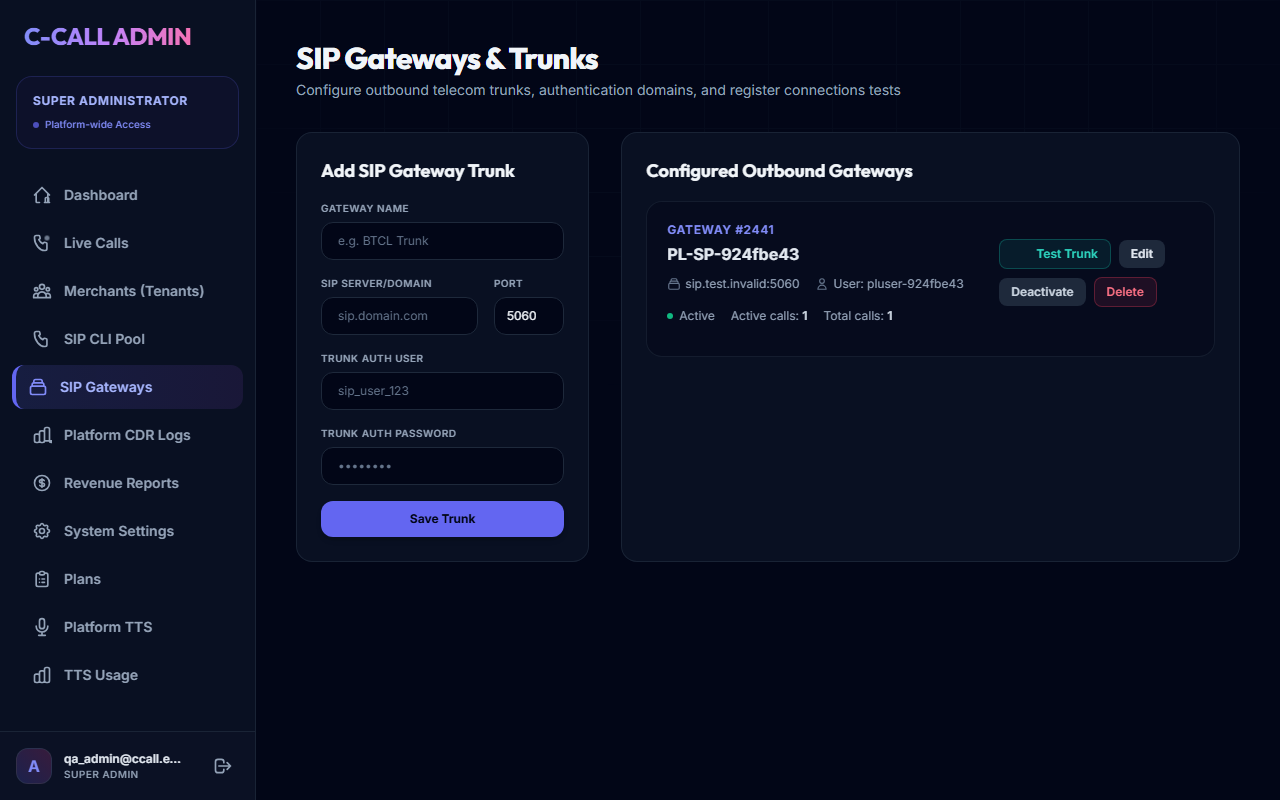 C-CALL ADMIN
SUPER ADMINISTRATOR
Platform-wide Access
Dashboard
Live Calls
Merchants (Tenants)
SIP CLI Pool
SIP Gateways
Platform CDR Logs
Revenue Reports
System Settings
Plans
Platform TTS
TTS Usage
A
qa_admin@ccall.e...
SUPER ADMIN
SIP Gateways & Trunks
Configure outbound telecom trunks, authentication domains, and register connections tests
Add SIP Gateway Trunk
GATEWAY NAME
e.g. BTCL Trunk
SIP SERVER/DOMAIN PORT
sip.domain.com 5060
TRUNK AUTH USER
sip_user_123
TRUNK AUTH PASSWORD
••••••••
Save Trunk
Configured Outbound Gateways
GATEWAY #2441
PL-SP-924fbe43
sip.test.invalid:5060 User: pluser-924fbe43
Active Active calls: 1 Total calls: 1
Test Trunk Edit
Deactivate Delete